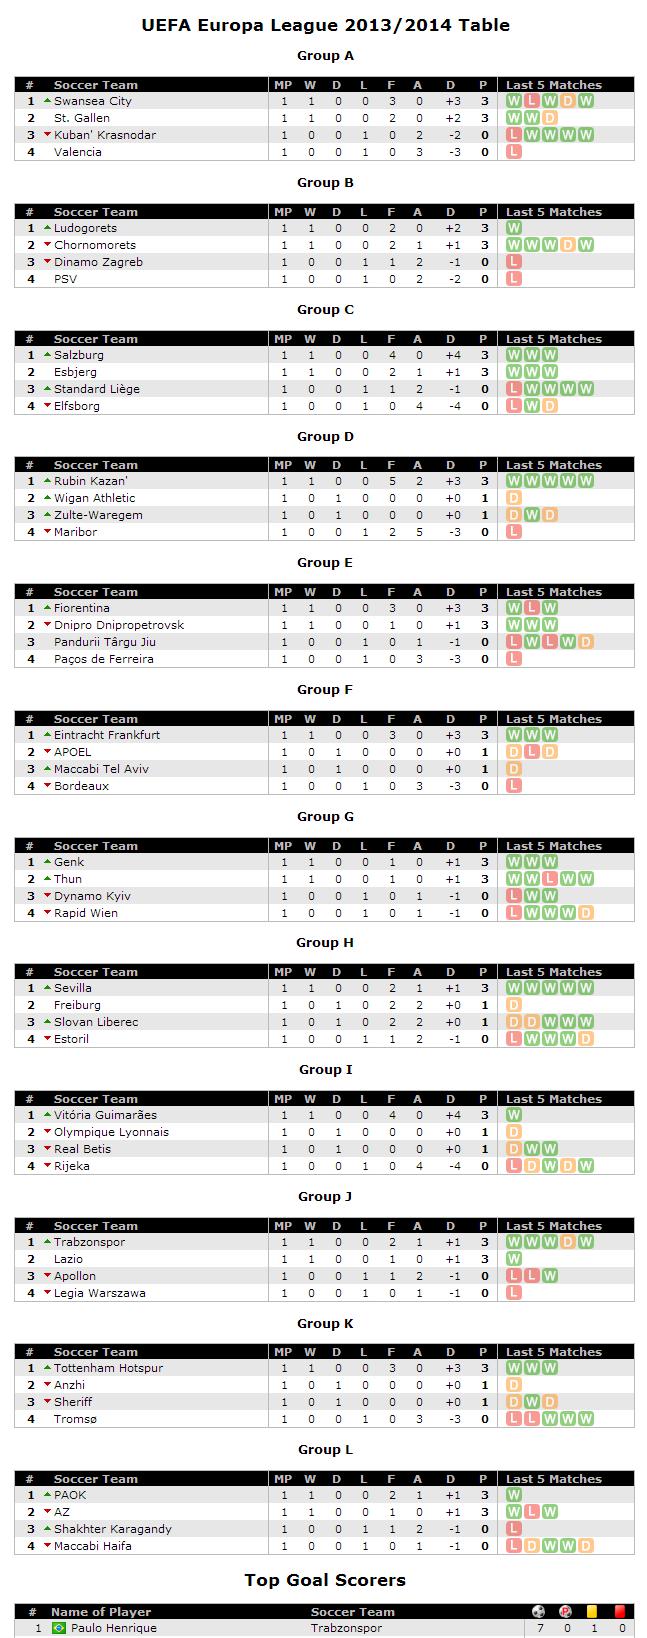 UEFA Europa League 2013/2014 Table
Group A
# Soccer Team MP W D L F A D P Last 5 Matches
1 Swansea City 1 1 0 0 3 0 +3 3 W L W D W
2 St. Gallen 1 1 0 0 2 0 +2 3 W W D
3 Kuban' Krasnodar 1 0 0 1 0 2 -2 0 L W W W W
4 Valencia 1 0 0 1 0 3 -3 0 L
Group B
# Soccer Team MP W D L F A D P Last 5 Matches
1 Ludogorets 1 1 0 0 2 0 +2 3 W
2 Chornomorets 1 1 0 0 2 1 +1 3 W W W D W
3 Dinamo Zagreb 1 0 0 1 1 2 -1 0 L
4 PSV 1 0 0 1 0 2 -2 0 L
Group C
# Soccer Team MP W D L F A D P Last 5 Matches
1 Salzburg 1 1 0 0 4 0 +4 3 W W W
2 Esbjerg 1 1 0 0 2 1 +1 3 W W W
3 Standard Liège 1 0 0 1 1 2 -1 0 L W W W W
4 Elfsborg 1 0 0 1 0 4 -4 0 L W D
Group D
# Soccer Team MP W D L F A D P Last 5 Matches
1 Rubin Kazan' 1 1 0 0 5 2 +3 3 W W W W W
2 Wigan Athletic 1 0 1 0 0 0 +0 1 D
3 Zulte-Waregem 1 0 1 0 0 0 +0 1 D W D
4 Maribor 1 0 0 1 2 5 -3 0 L
Group E
# Soccer Team MP W D L F A D P Last 5 Matches
1 Fiorentina 1 1 0 0 3 0 +3 3 W L W
2 Dnipro Dnipropetrovsk 1 1 0 0 1 0 +1 3 W W W
3 Pandurii Târgu Jiu 1 0 0 1 0 1 -1 0 L W L W D
4 Paços de Ferreira 1 0 0 1 0 3 -3 0 L
Group F
# Soccer Team MP W D L F A D P Last 5 Matches
1 Eintracht Frankfurt 1 1 0 0 3 0 +3 3 W W W
2 APOEL 1 0 1 0 0 0 +0 1 D L D
3 Maccabi Tel Aviv 1 0 1 0 0 0 +0 1 D
4 Bordeaux 1 0 0 1 0 3 -3 0 L
Group G
# Soccer Team MP W D L F A D P Last 5 Matches
1 Genk 1 1 0 0 1 0 +1 3 W W W
2 Thun 1 1 0 0 1 0 +1 3 W W L W W
3 Dynamo Kyiv 1 0 0 1 0 1 -1 0 L W W
4 Rapid Wien 1 0 0 1 0 1 -1 0 L W W W D
Group H
# Soccer Team MP W D L F A D P Last 5 Matches
1 Sevilla 1 1 0 0 2 1 +1 3 W W W W W
2 Freiburg 1 0 1 0 2 2 +0 1 D
3 Slovan Liberec 1 0 1 0 2 2 +0 1 D D W W W
4 Estoril 1 0 0 1 1 2 -1 0 L W W W D
Group I
# Soccer Team MP W D L F A D P Last 5 Matches
1 Vitória Guimarães 1 1 0 0 4 0 +4 3 W
2 Olympique Lyonnais 1 0 1 0 0 0 +0 1 D
3 Real Betis 1 0 1 0 0 0 +0 1 D W W
4 Rijeka 1 0 0 1 0 4 -4 0 L D W D W
Group J
# Soccer Team MP W D L F A D P Last 5 Matches
1 Trabzonspor 1 1 0 0 2 1 +1 3 W W W D W
2 Lazio 1 1 0 0 1 0 +1 3 W
3 Apollon 1 0 0 1 1 2 -1 0 L L W
4 Legia Warszawa 1 0 0 1 0 1 -1 0 L
Group K
# Soccer Team MP W D L F A D P Last 5 Matches
1 Tottenham Hotspur 1 1 0 0 3 0 +3 3 W W W
2 Anzhi 1 0 1 0 0 0 +0 1 D
3 Sheriff 1 0 1 0 0 0 +0 1 D W D
4 Tromsø 1 0 0 1 0 3 -3 0 L L W W W
Group L
# Soccer Team MP W D L F A D P Last 5 Matches
1 PAOK 1 1 0 0 2 1 +1 3 W
2 AZ 1 1 0 0 1 0 +1 3 W L W
3 Shakhter Karagandy 1 0 0 1 1 2 -1 0 L
4 Maccabi Haifa 1 0 0 1 0 1 -1 0 L D W W D
Top Goal Scorers
# Name of Player Soccer Team P
1 Paulo Henrique Trabzonspor 7 0 1 0